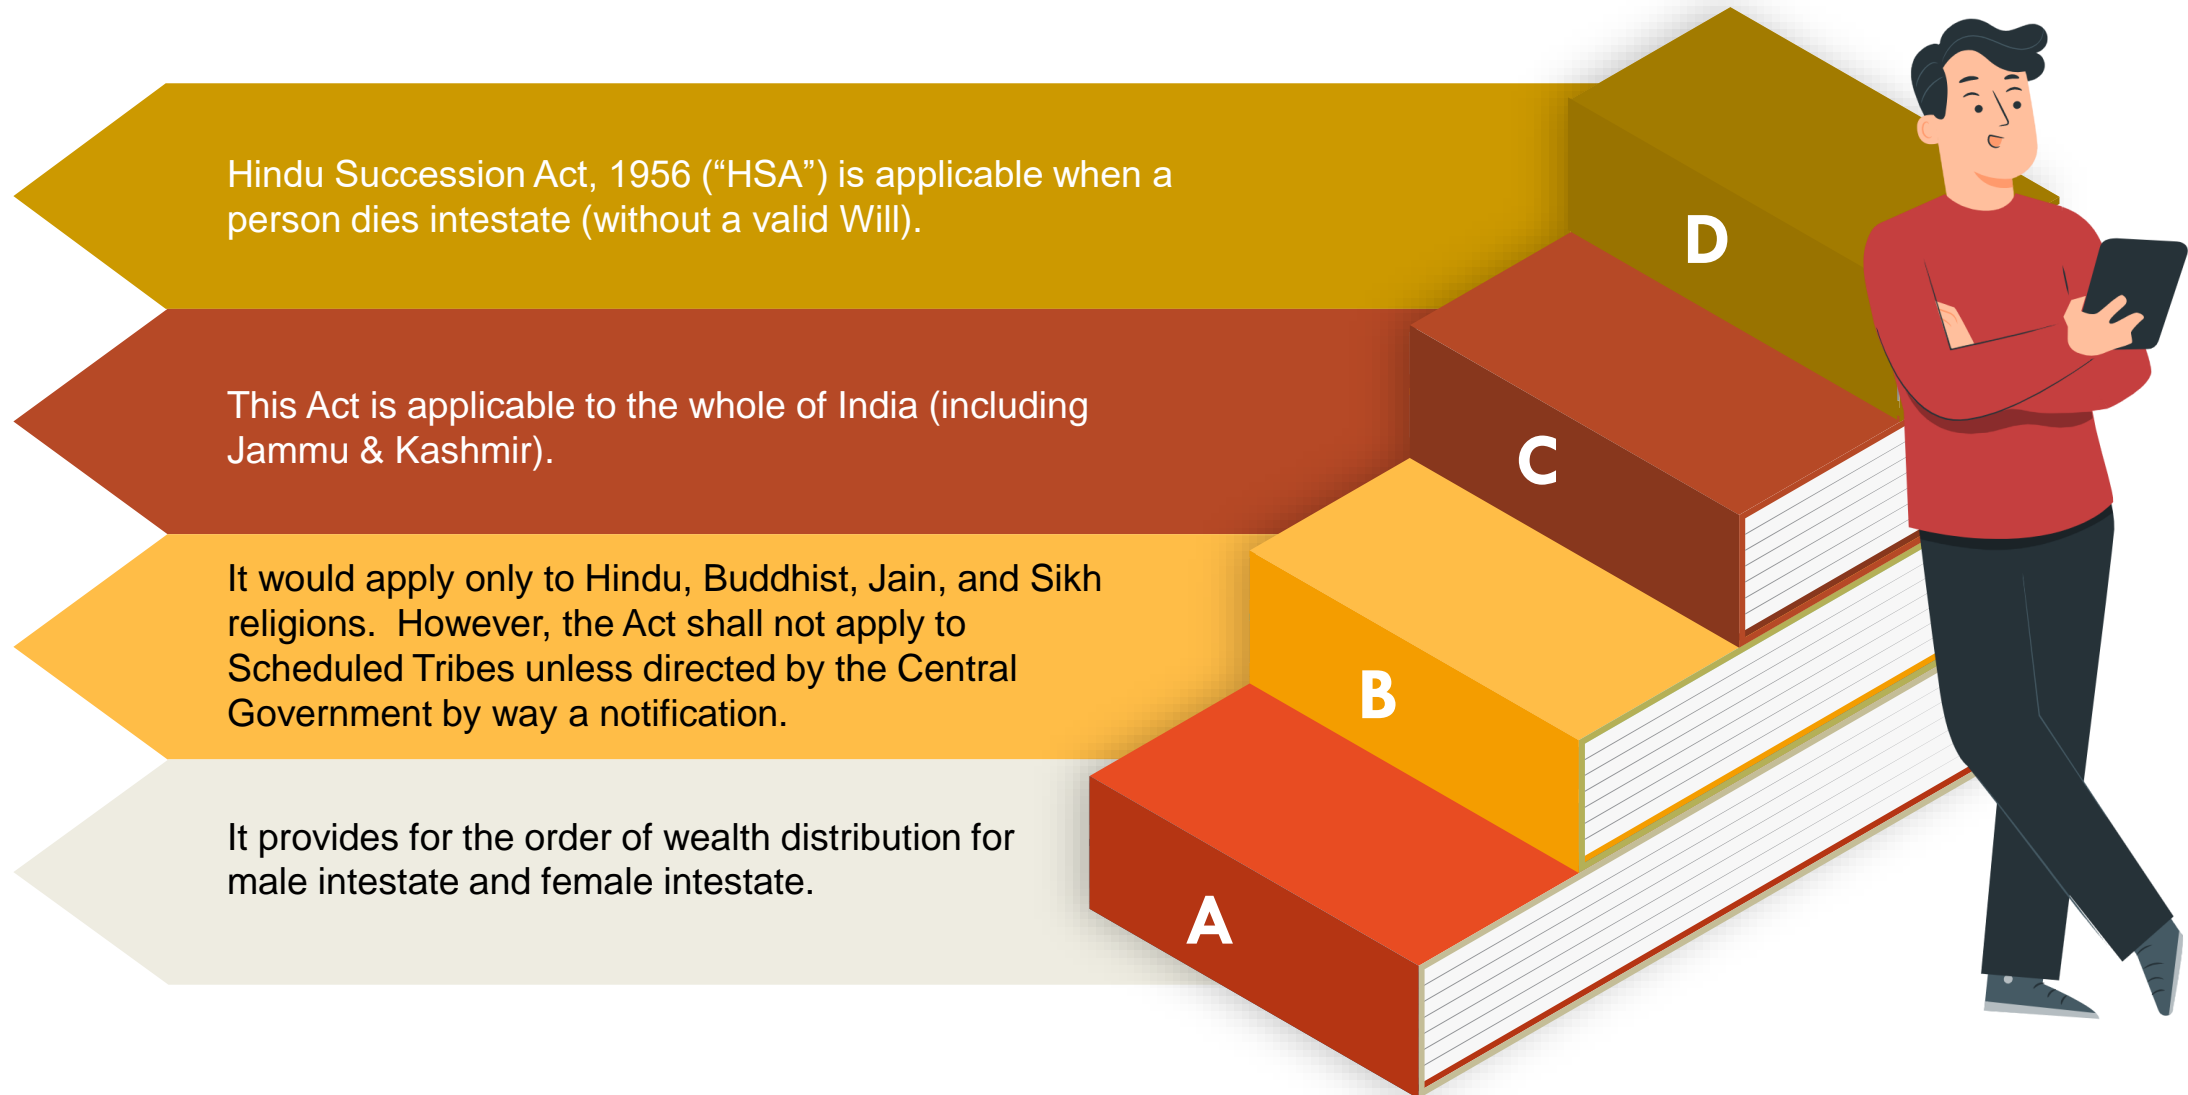 Hindu Succession Act, 1956 (“HSA”) is applicable when a
person dies intestate (without a valid Will).
D
This Act is applicable to the whole of India (including
Jammu & Kashmir).
C
It would apply only to Hindu, Buddhist, Jain, and Sikh
religions.  However, the Act shall not apply to
Scheduled Tribes unless directed by the Central
Government by way a notification.
B
It provides for the order of wealth distribution for
male intestate and female intestate.
A